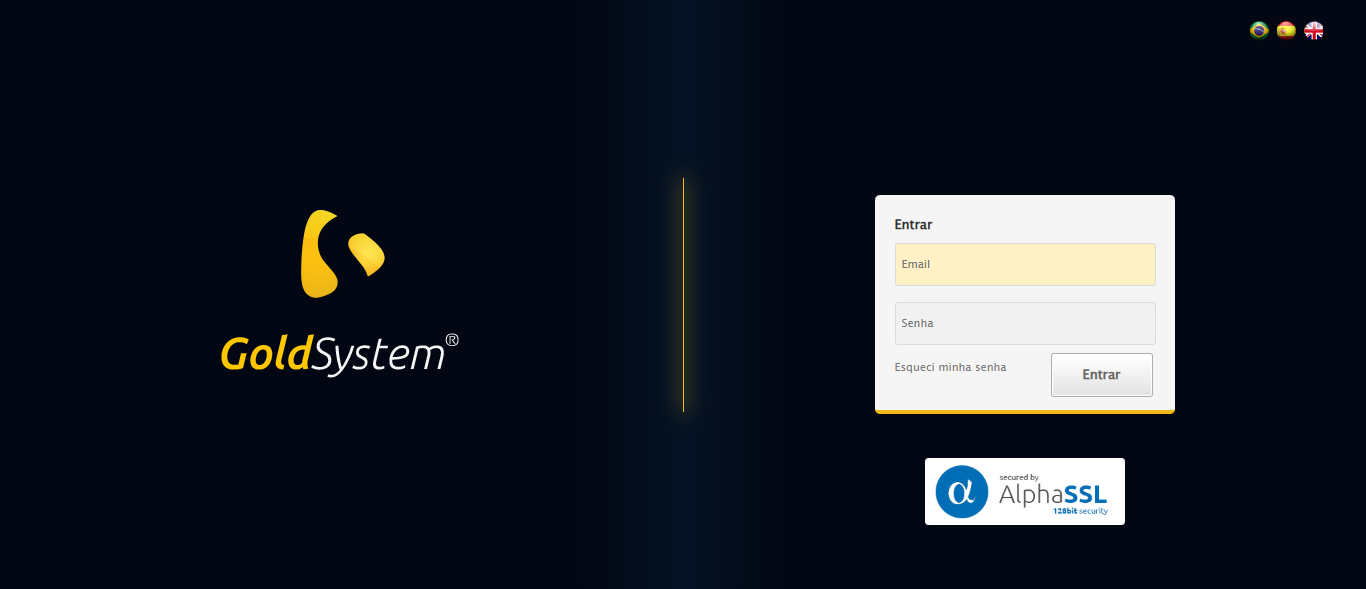 GoldSystem®
Entrar
Email
Senha
Esqueci minha senha
Entrar
α
secured by
AlphaSSL
128bit security